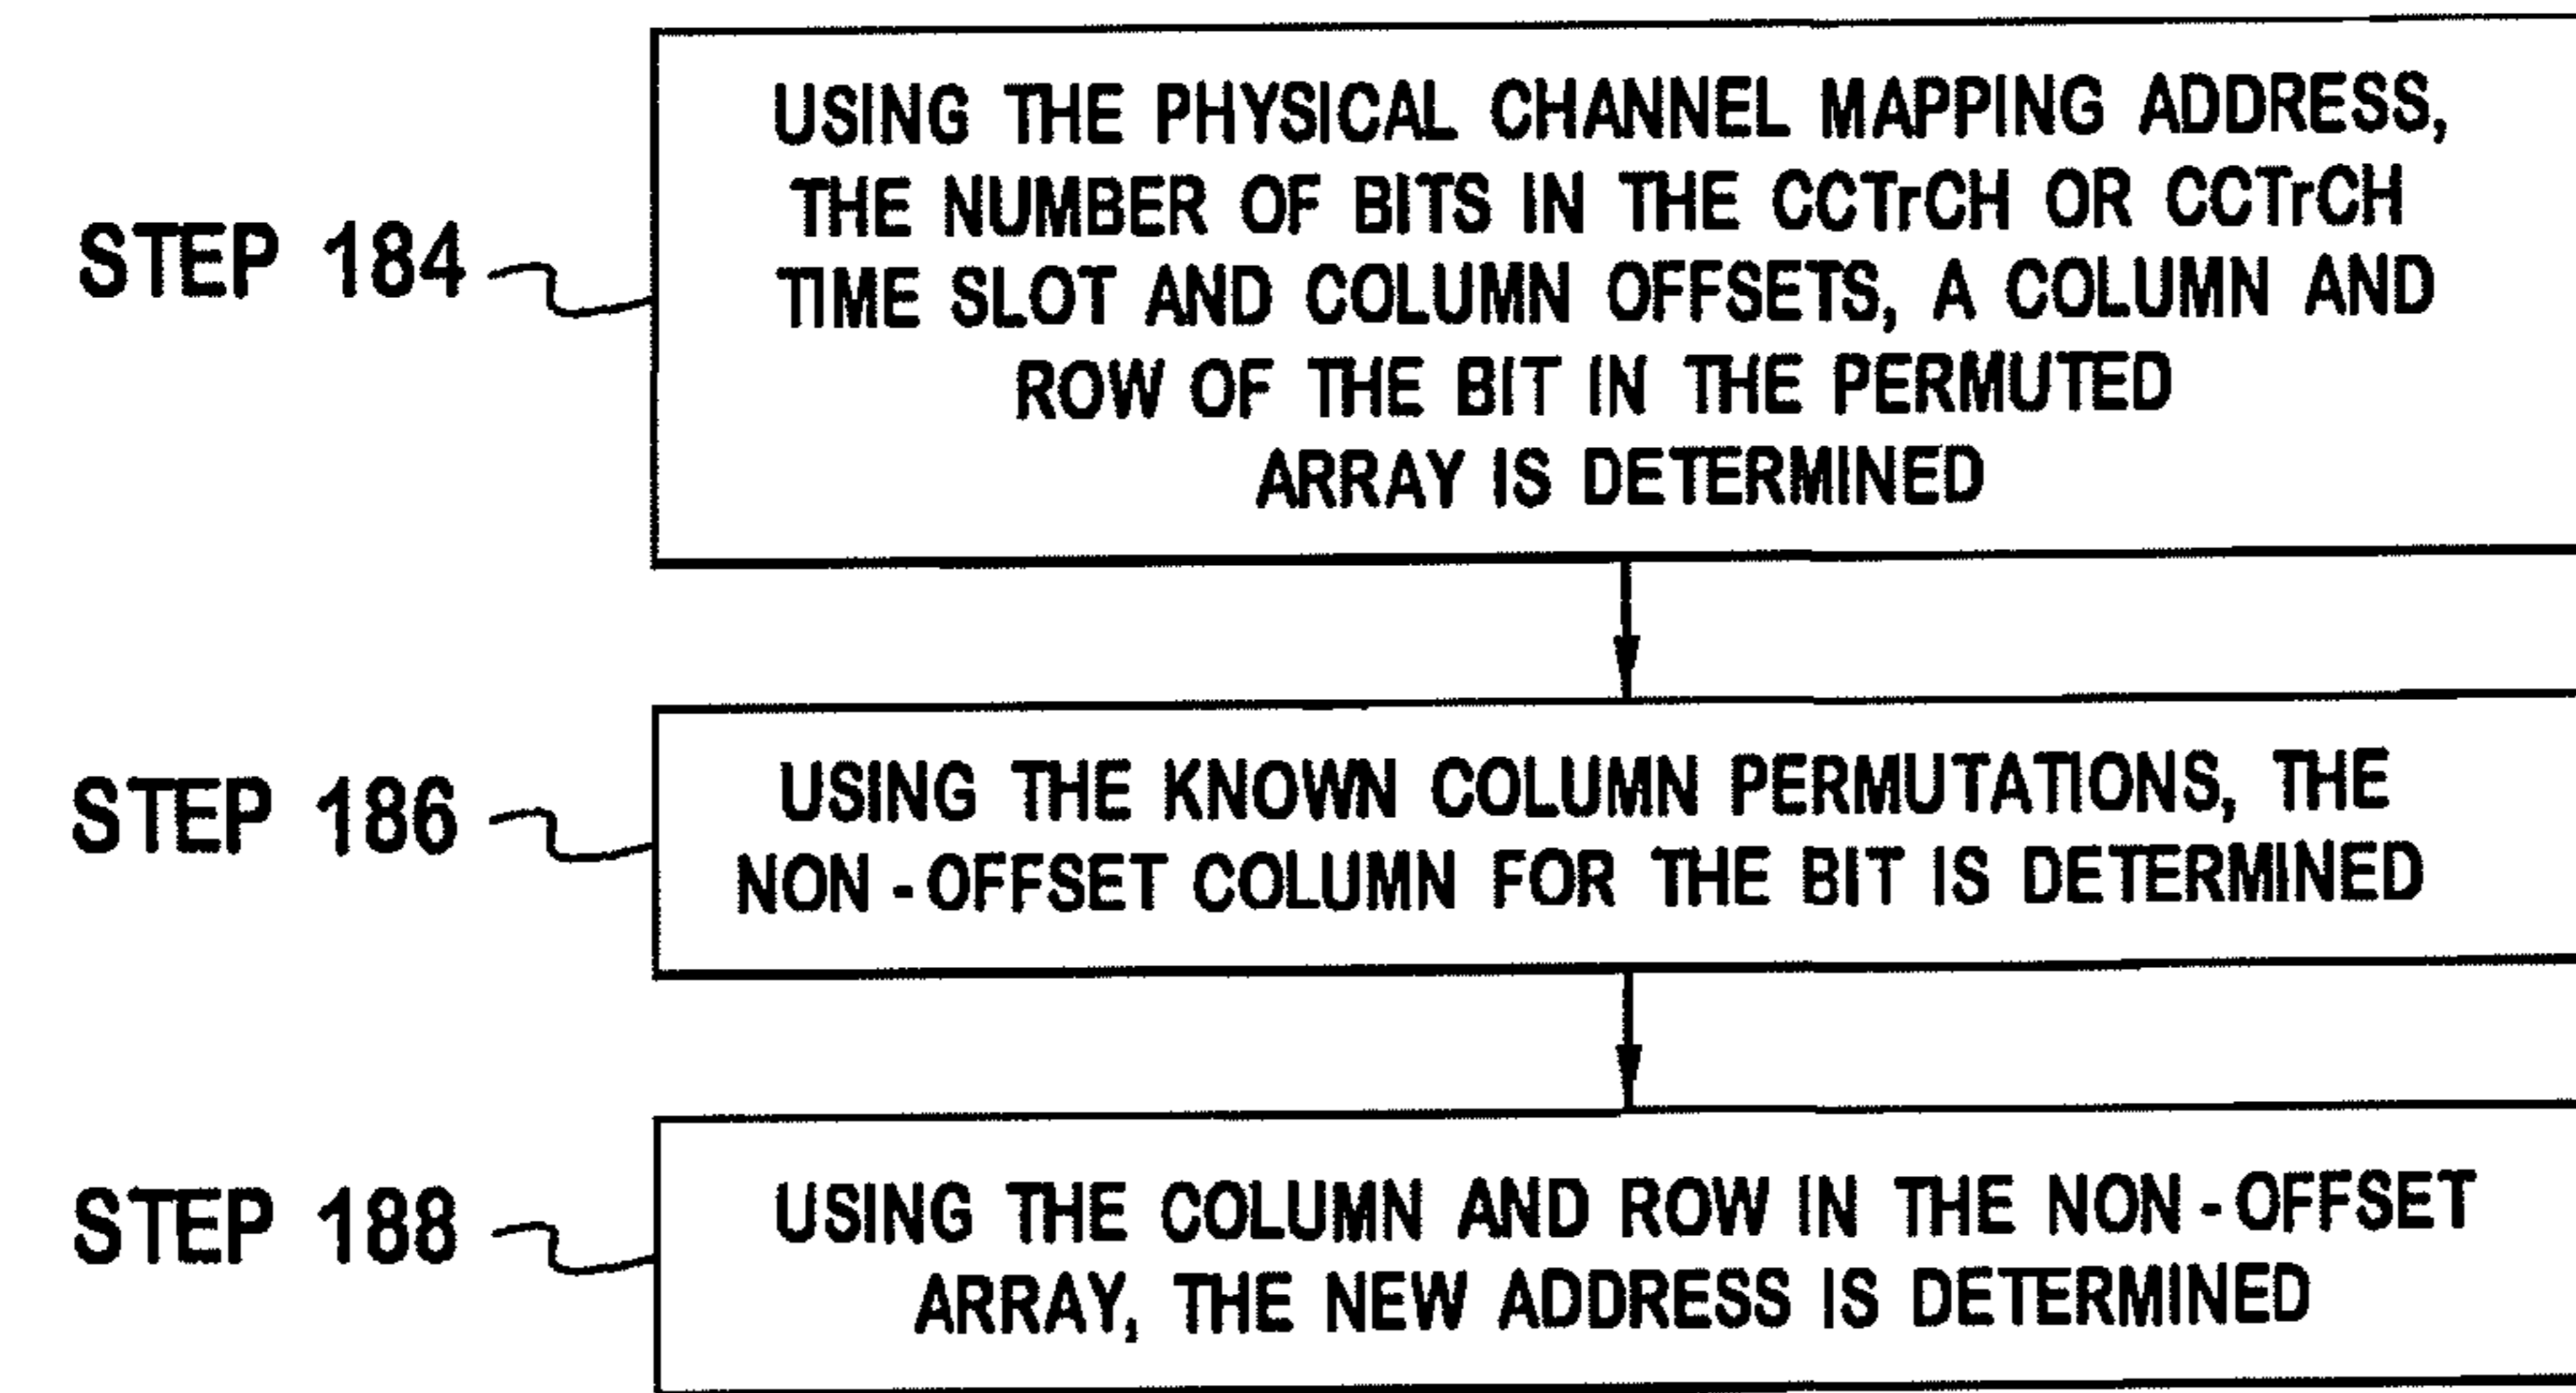 USING THE PHYSICAL CHANNEL MAPPING ADDRESS,
THE NUMBER OF BITS IN THE CCTrCH OR CCTrCH
TIME SLOT AND COLUMN OFFSETS, A COLUMN AND
ROW OF THE BIT IN THE PERMUTED
ARRAY IS DETERMINED
STEP 184
USING THE KNOWN COLUMN PERMUTATIONS, THE
NON-OFFSET COLUMN FOR THE BIT IS DETERMINED
STEP 186
USING THE COLUMN AND ROW IN THE NON-OFFSET
ARRAY, THE NEW ADDRESS IS DETERMINED
STEP 188